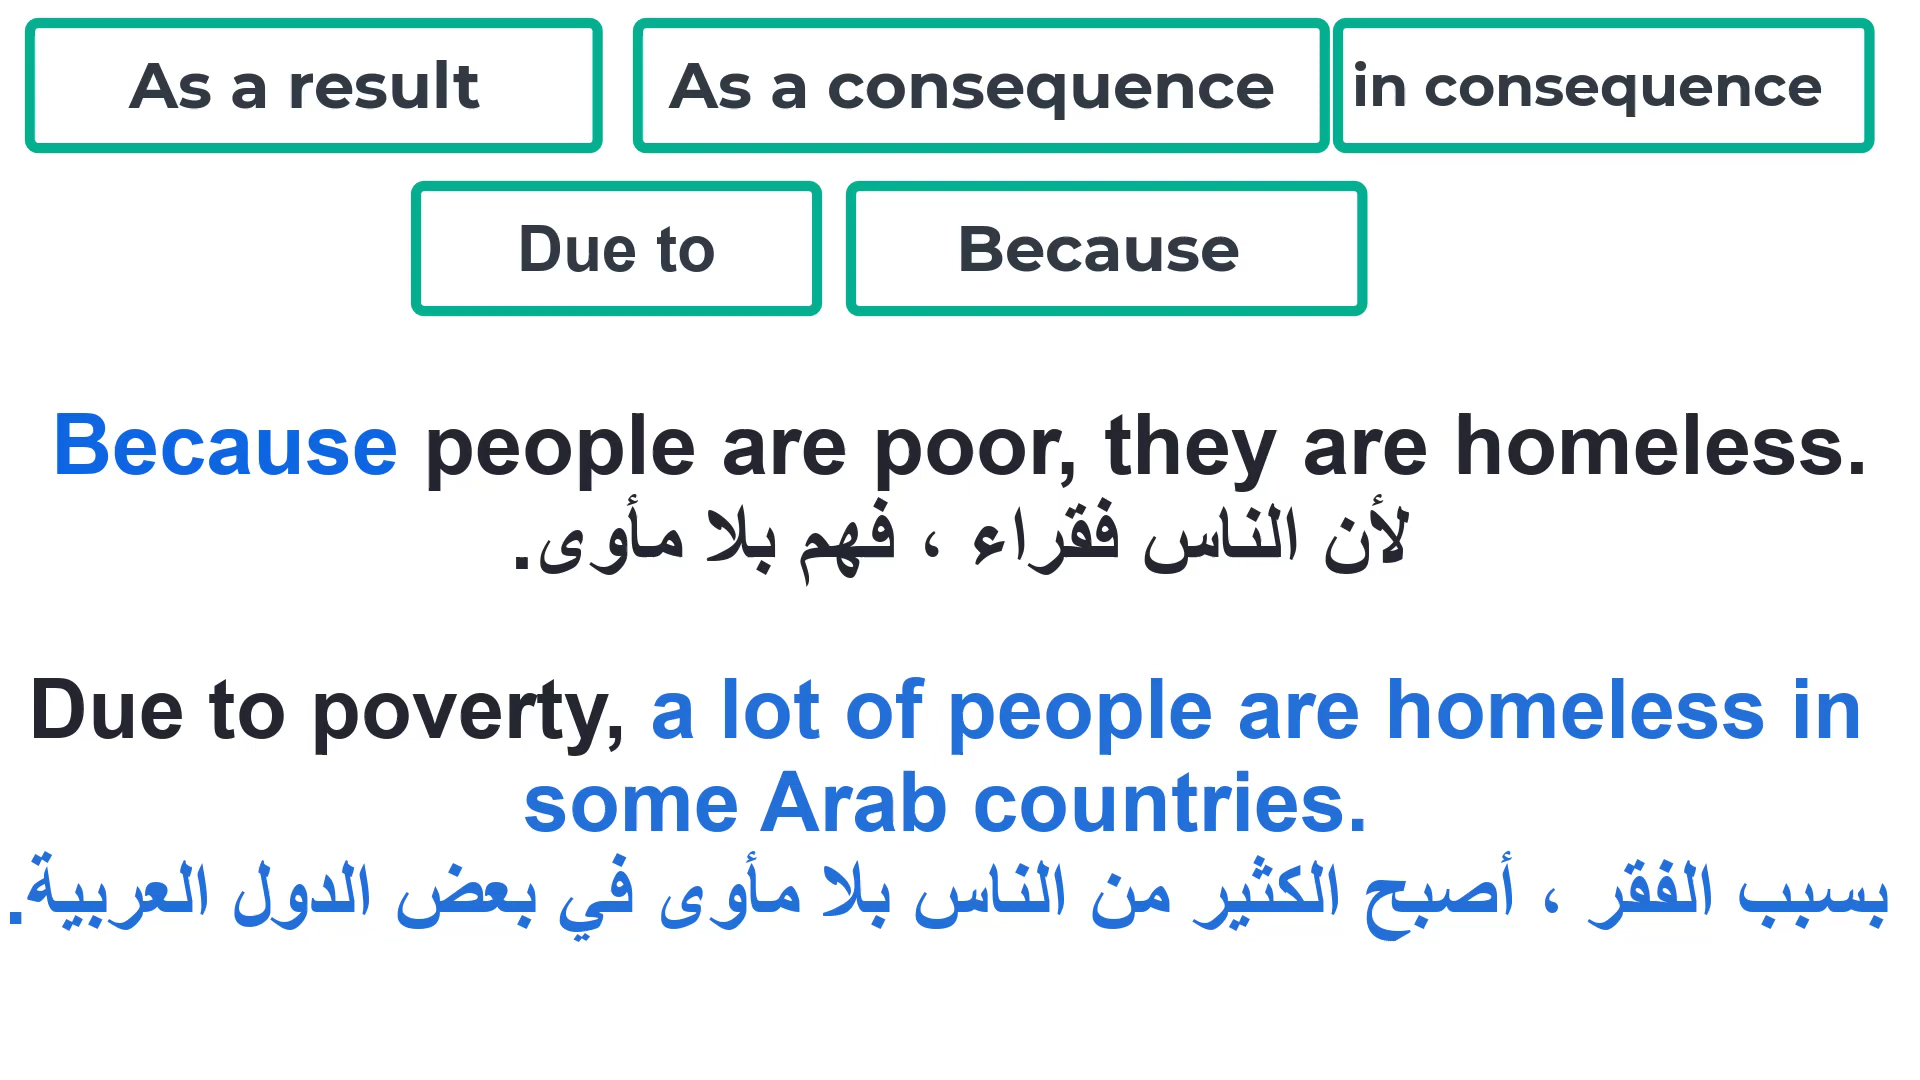 As a result
As a consequence
in consequence
Due to
Because
Because people are poor, they are homeless.
لأن الناس فقراء ، فهم بلا مأوى.
Due to poverty, a lot of people are homeless in
some Arab countries.
بسبب الفقر ، أصبح الكثير من الناس بلا مأوى في بعض الدول العربية.